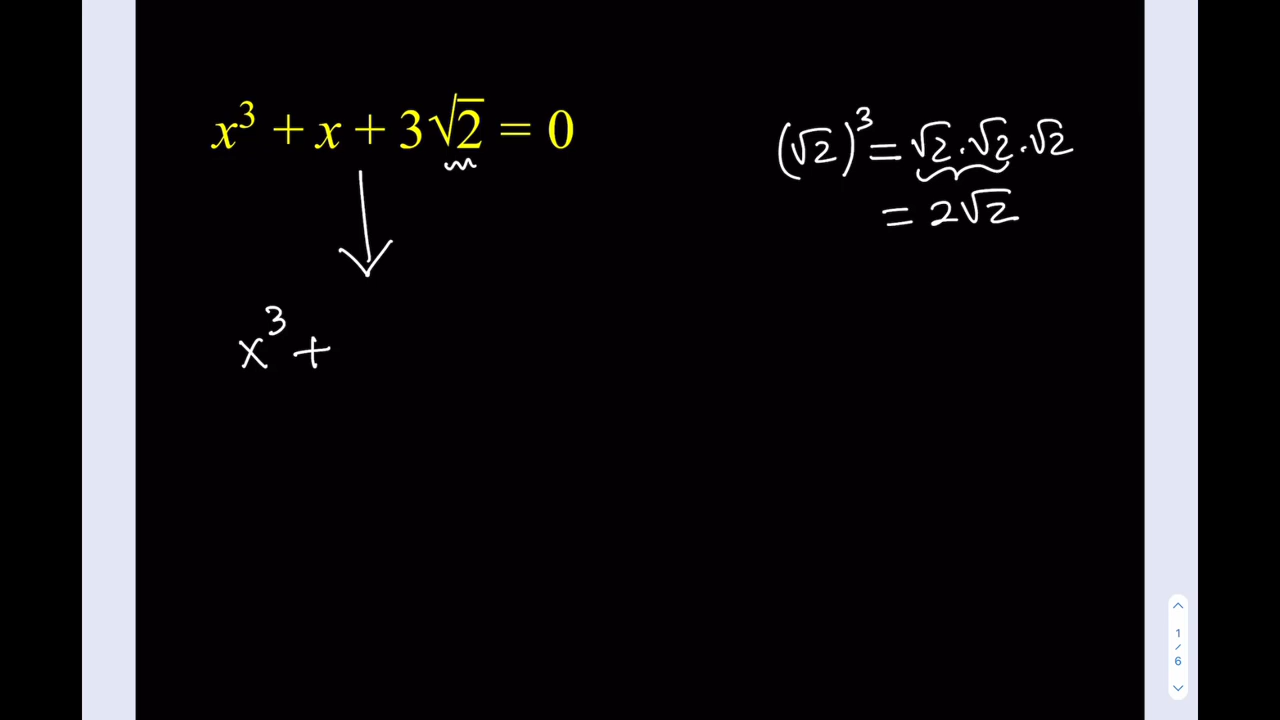 x³ + x + 3√2 = 0
(√2)³ = √2 · √2 · √2
= 2√2
x³ +
1
/
6